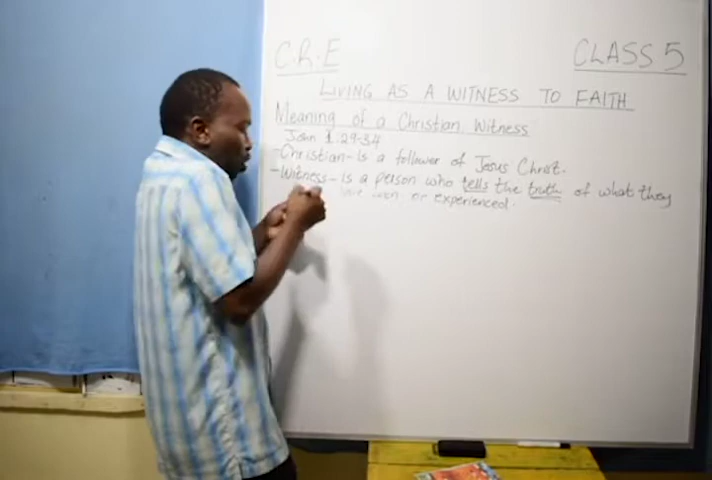 C.R.E
CLASS 5
LIVING AS A WITNESS TO FAITH
Meaning of a Christian Witness
John 1:29-34
- Christian - Is a follower of Jesus Christ.
- Witness - Is a person who tells the truth of what they
or experienced.